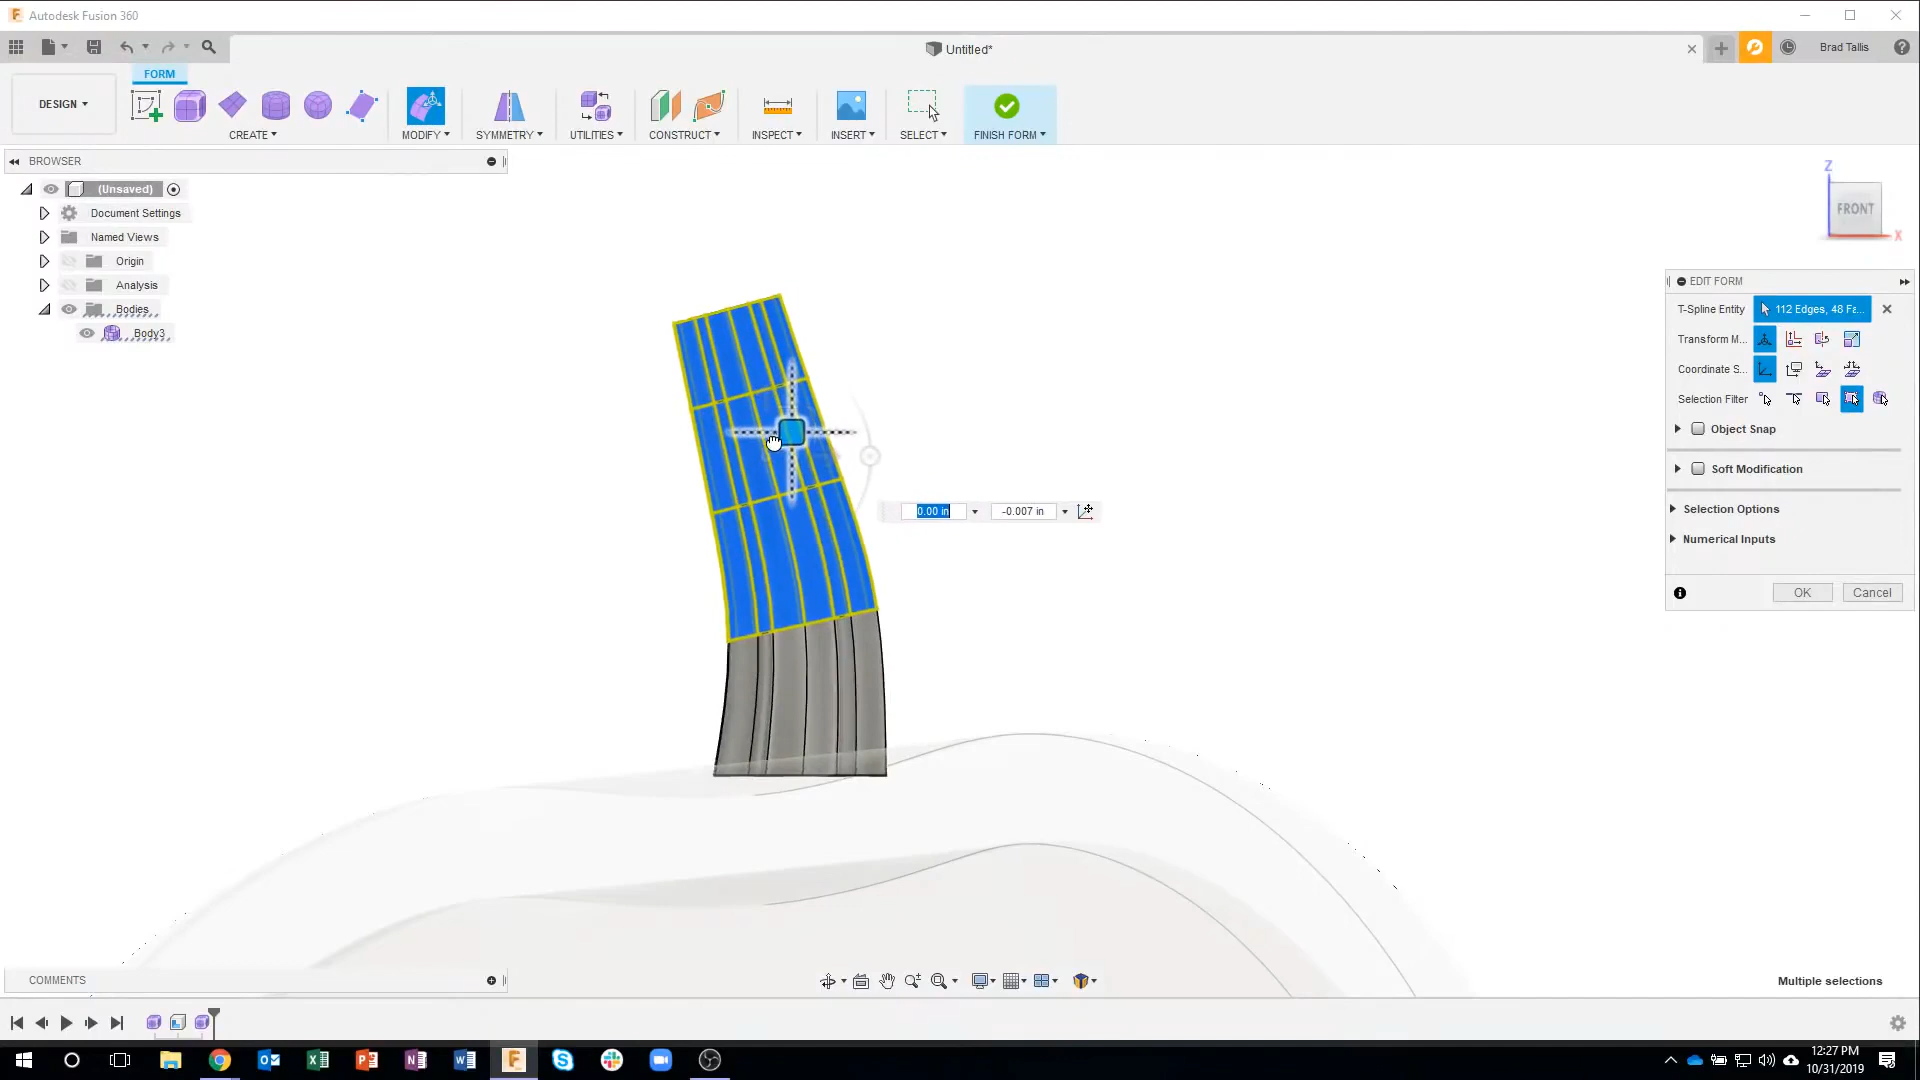 Autodesk Fusion 360
Untitled*
Brad Tallis
FORM
DESIGN
CREATE
MODIFY
SYMMETRY
UTILITIES
CONSTRUCT
INSPECT
INSERT
SELECT
FINISH FORM
BROWSER
(Unsaved)
Document Settings
Named Views
Origin
Analysis
Bodies
Body3
Z
FRONT
X
EDIT FORM
T-Spline Entity
112 Edges, 48 Fa...
Transform M...
Coordinate S...
Selection Filter
Object Snap
Soft Modification
Selection Options
Numerical Inputs
OK
Cancel
0.00 in
-0.007 in
COMMENTS
Multiple selections
12:27 PM
10/31/2019